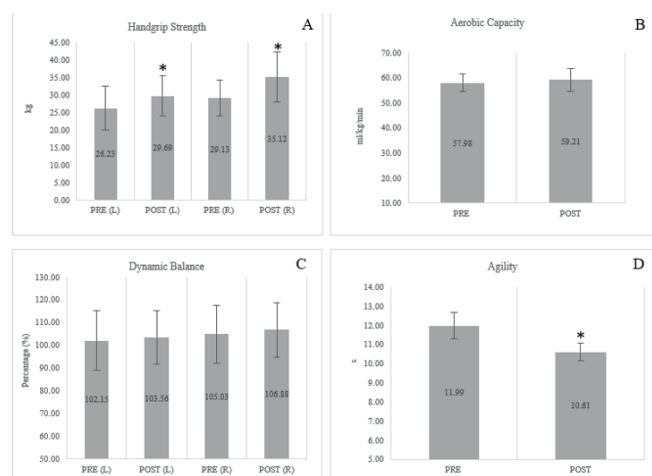 Handgrip Strength
A
45.00
40.00
35.00
30.00
25.00
20.00
15.00
10.00
5.00
0.00
kg
*
*
26.23
29.69
29.13
35.12
PRE (L)
POST (L)
PRE (R)
POST (R)
Aerobic Capacity
B
70.00
60.00
50.00
40.00
30.00
20.00
10.00
ml/kg/min
57.98
59.21
PRE
POST
Dynamic Balance
C
130.00
120.00
110.00
100.00
90.00
80.00
70.00
60.00
50.00
Percentage (%)
102.15
103.56
105.03
106.88
PRE (L)
POST (L)
PRE (R)
POST (R)
Agility
D
14.00
13.00
12.00
11.00
10.00
9.00
8.00
7.00
6.00
5.00
s
*
11.99
10.61
PRE
POST